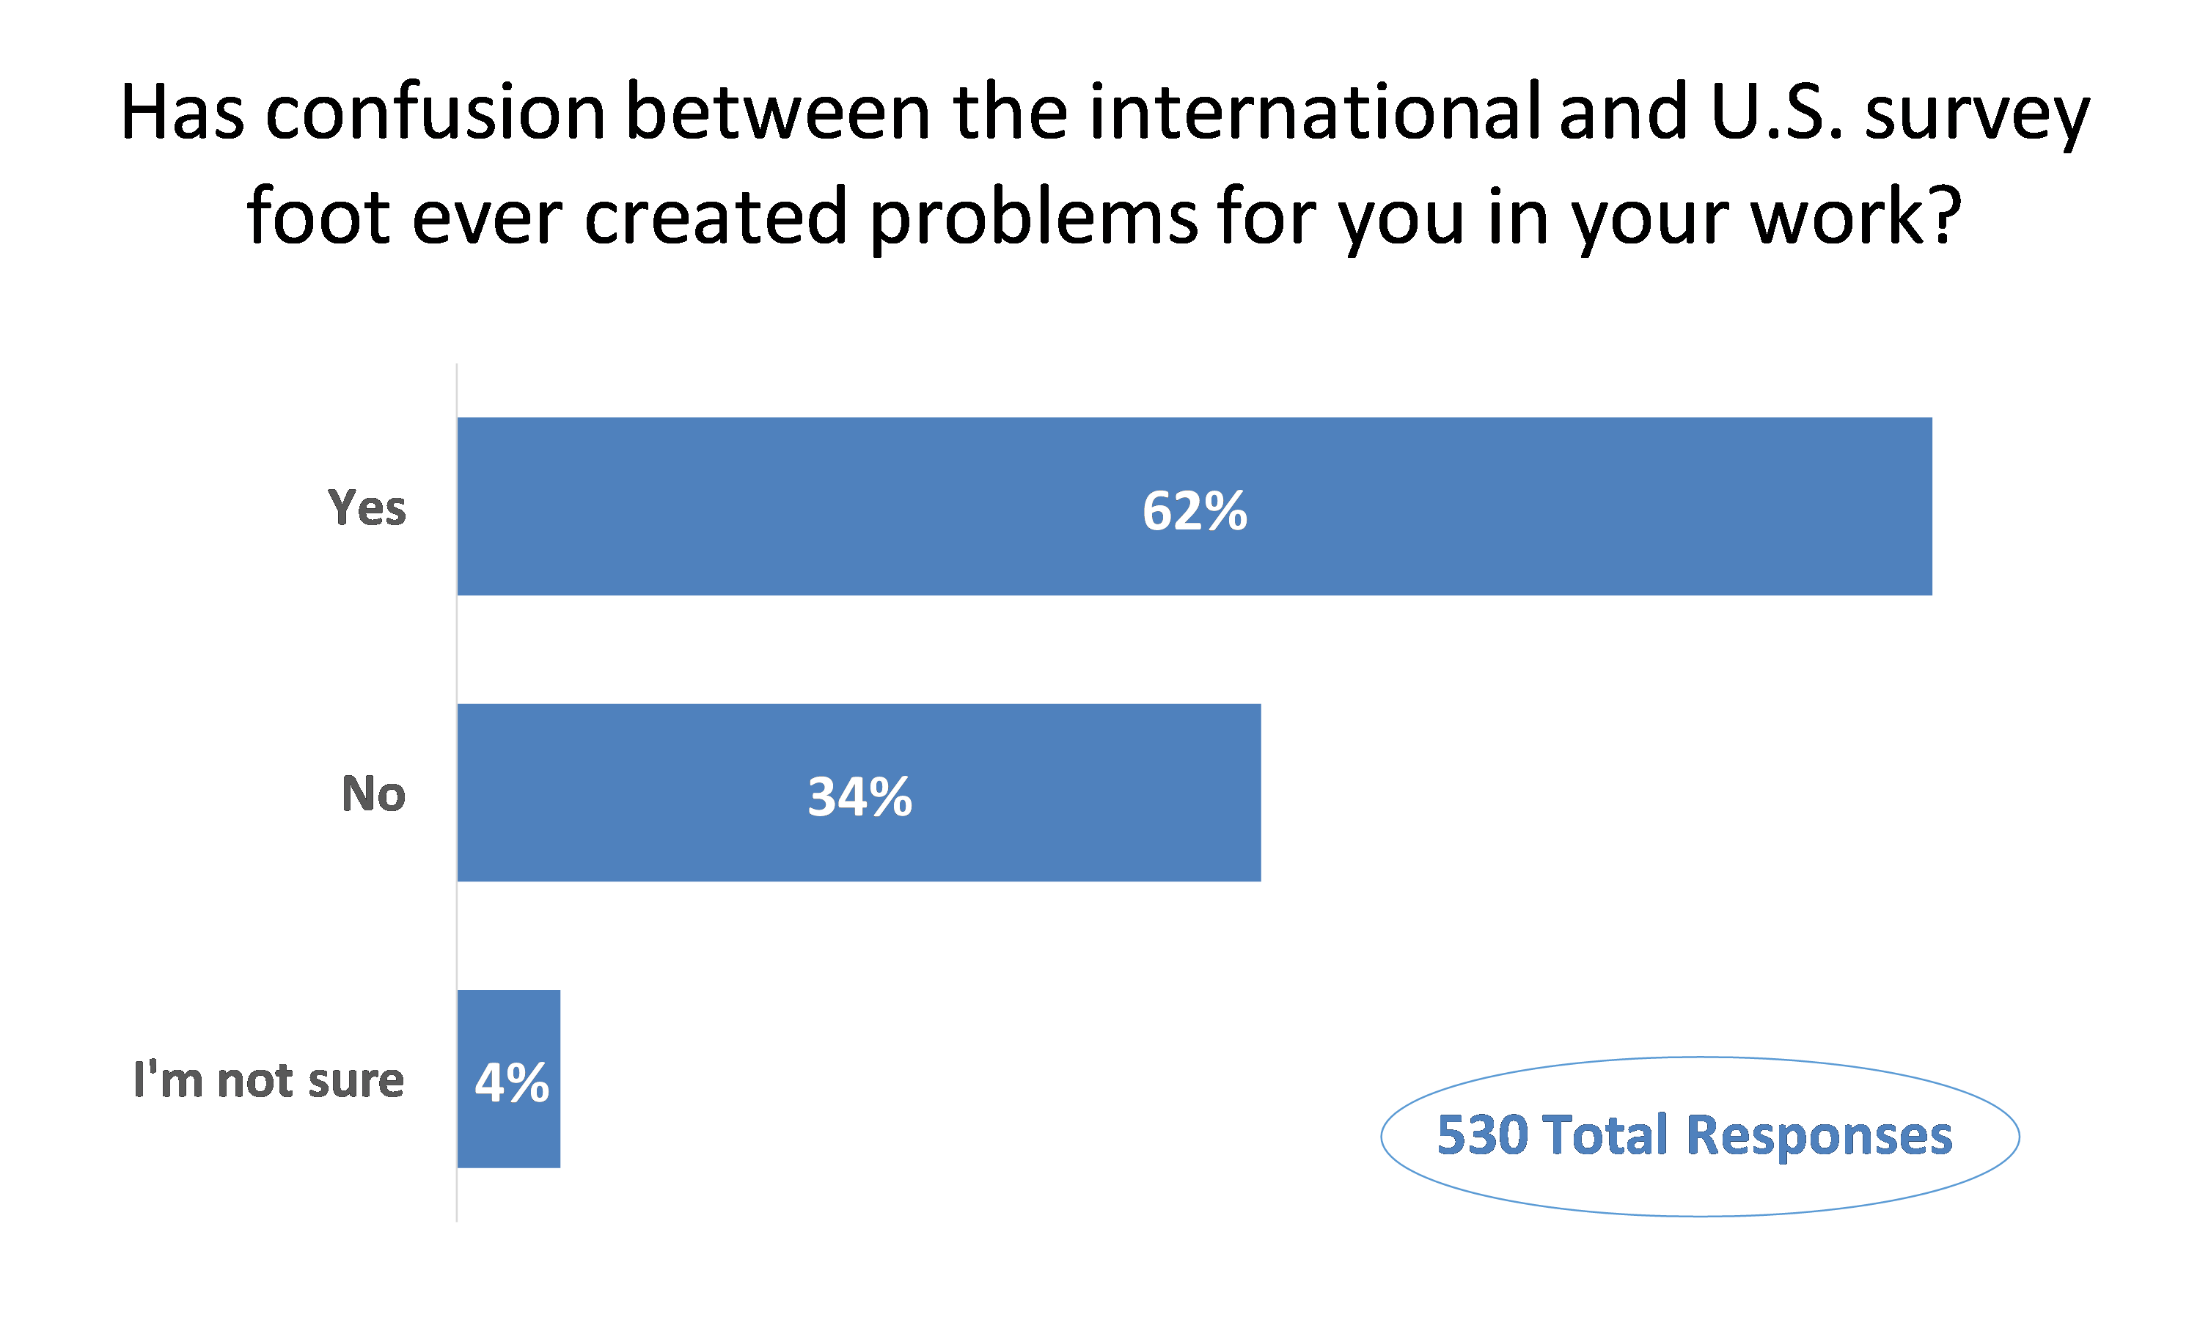 Has confusion between the international and U.S. survey
foot ever created problems for you in your work?
Yes
62%
No
34%
I'm not sure
4%
530 Total Responses